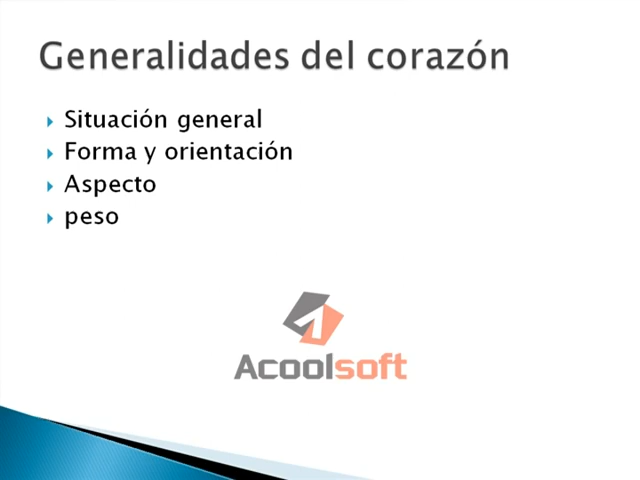 Generalidades del corazón
Situación general
Forma y orientación
Aspecto
peso
Acoolsoft